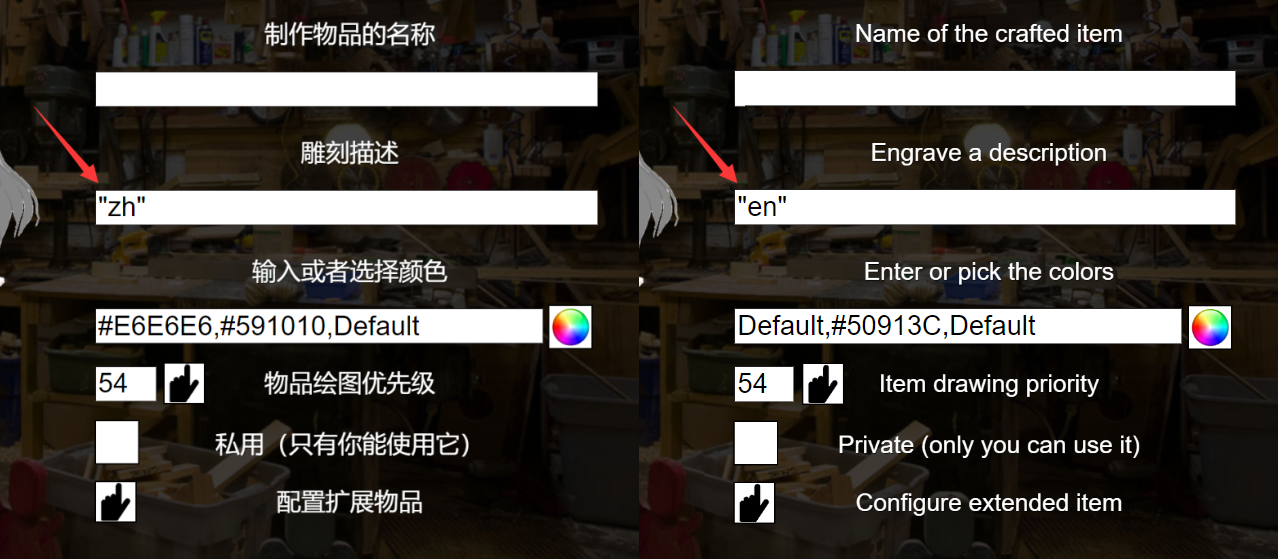 制作物品的名称
雕刻描述
"zh"
输入或者选择颜色
#E6E6E6,#591010,Default
54
物品绘图优先级
私用（只有你能使用它）
配置扩展物品
Name of the crafted item
Engrave a description
"en"
Enter or pick the colors
Default,#50913C,Default
54
Item drawing priority
Private (only you can use it)
Configure extended item